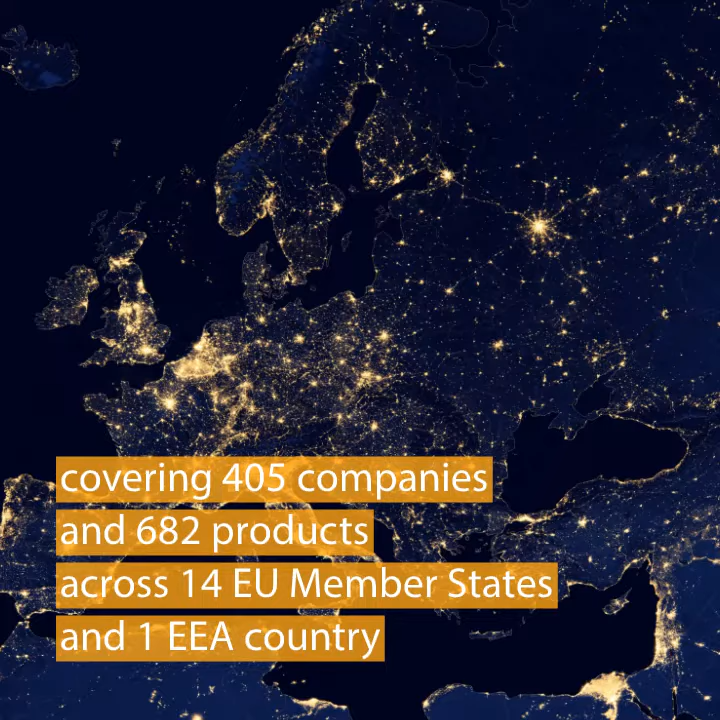 covering 405 companies
and 682 products
across 14 EU Member States
and 1 EEA country